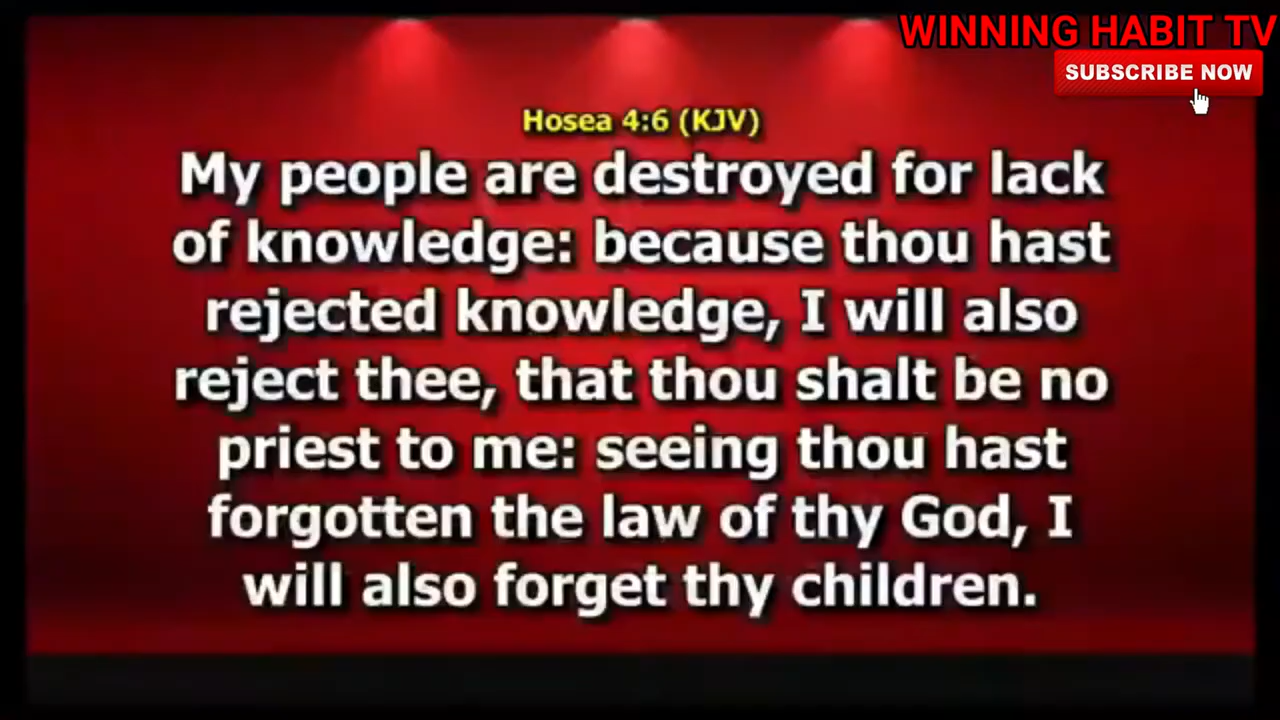 WINNING HABIT TV
SUBSCRIBE NOW
Hosea 4:6 (KJV)
My people are destroyed for lack
of knowledge: because thou hast
rejected knowledge, I will also
reject thee, that thou shalt be no
priest to me: seeing thou hast
forgotten the law of thy God, I
will also forget thy children.